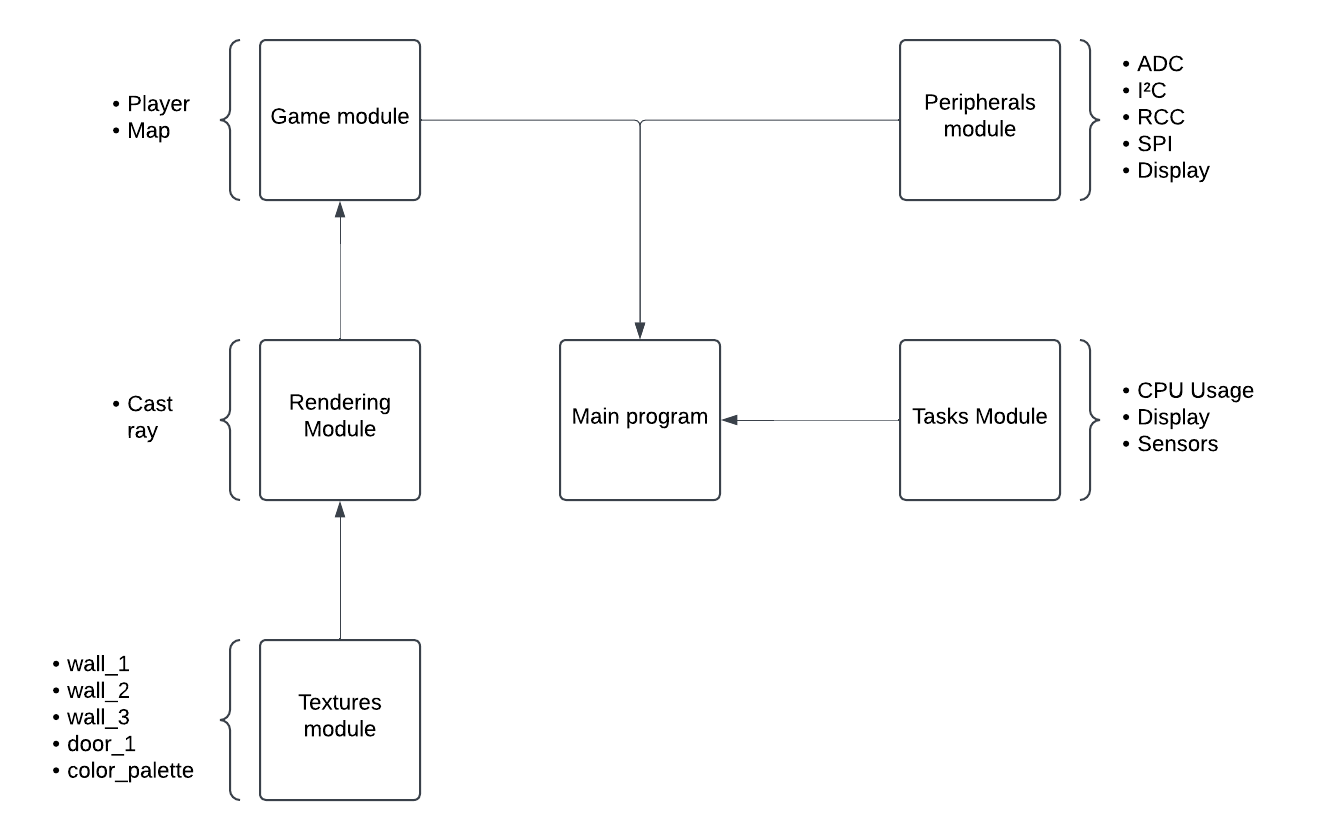 • Player
• Map
Game module
Peripherals
module
• ADC
• I²C
• RCC
• SPI
• Display
• Cast
ray
Rendering
Module
Main program
Tasks Module
• CPU Usage
• Display
• Sensors
• wall_1
• wall_2
• wall_3
• door_1
• color_palette
Textures
module